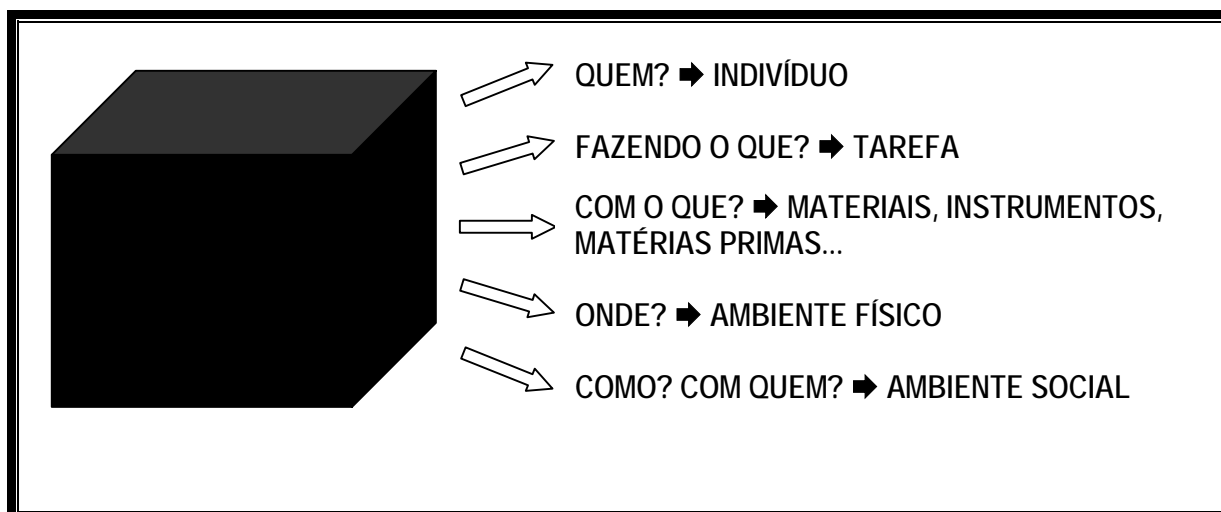 QUEM? 🡆 INDIVÍDUO
FAZENDO O QUE? 🡆 TAREFA
COM O QUE? 🡆 MATERIAIS, INSTRUMENTOS,
MATÉRIAS PRIMAS...
ONDE? 🡆 AMBIENTE FÍSICO
COMO? COM QUEM? 🡆 AMBIENTE SOCIAL